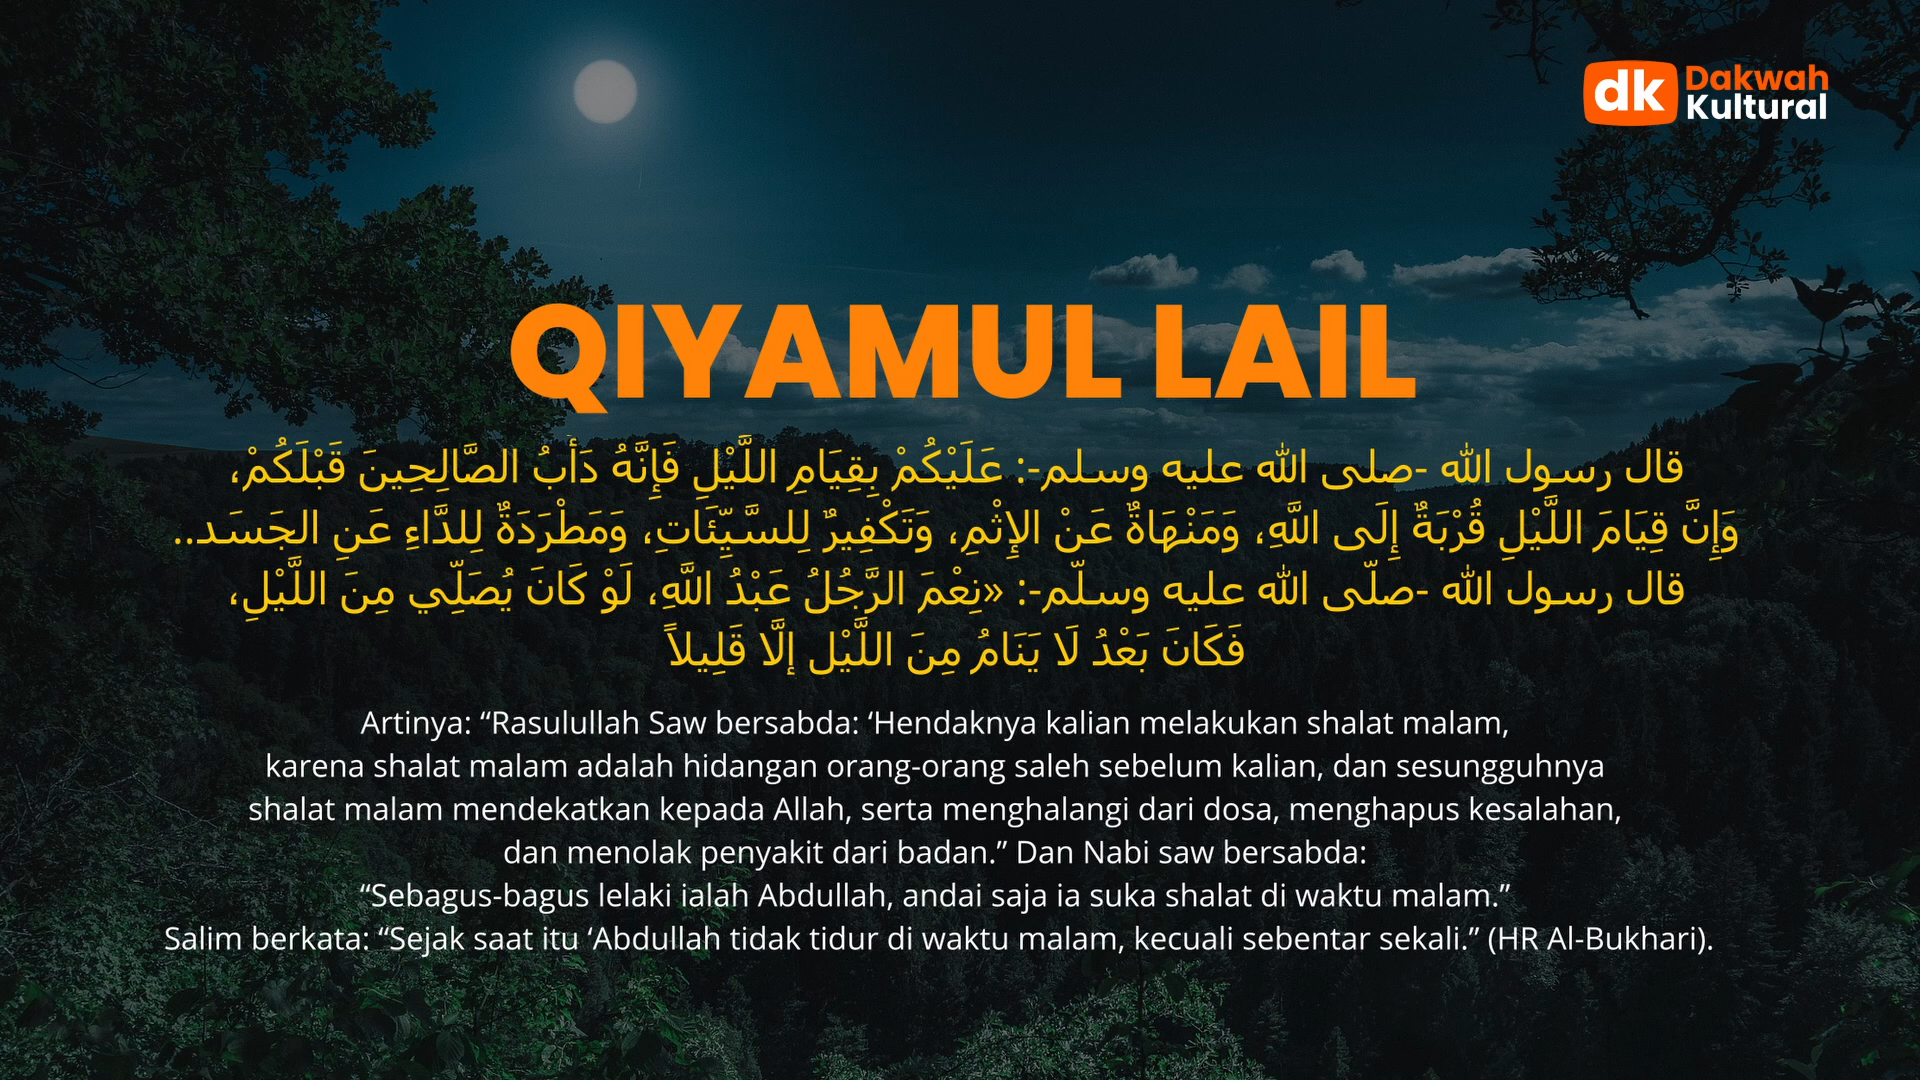 dk Dakwah
Kultural
QIYAMUL LAIL
قال رسول الله -صلى الله عليه وسلم-: عَلَيْكُمْ بِقِيَامِ اللَّيْلِ فَإِنَّهُ دَأبُ الصَّالِحِينَ قَبْلَكُمْ،
وَإِنَّ قِيَامَ اللَّيْلِ قُرْبَةٌ إِلَى اللَّهِ، وَمَنْهَاةٌ عَنْ الإِثْمِ، وَتَكْفِيرٌ لِلسَّيِّئَاتِ، وَمَطْرَدَةٌ لِلدَّاءِ عَنِ الجَسَد..
قال رسول الله -صلّى الله عليه وسلّم-: «نِعْمَ الرَّجُلُ عَبْدُ اللَّهِ، لَوْ كَانَ يُصَلِّي مِنَ اللَّيْلِ،
فَكَانَ بَعْدُ لَا يَنَامُ مِنَ اللَّيْلِ إلَّا قَلِيلاً
Artinya: “Rasulullah Saw bersabda: ‘Hendaknya kalian melakukan shalat malam,
karena shalat malam adalah hidangan orang-orang saleh sebelum kalian, dan sesungguhnya
shalat malam mendekatkan kepada Allah, serta menghalangi dari dosa, menghapus kesalahan,
dan menolak penyakit dari badan.” Dan Nabi saw bersabda:
“Sebagus-bagus lelaki ialah Abdullah, andai saja ia suka shalat di waktu malam.”
Salim berkata: “Sejak saat itu ‘Abdullah tidak tidur di waktu malam, kecuali sebentar sekali.” (HR Al-Bukhari).